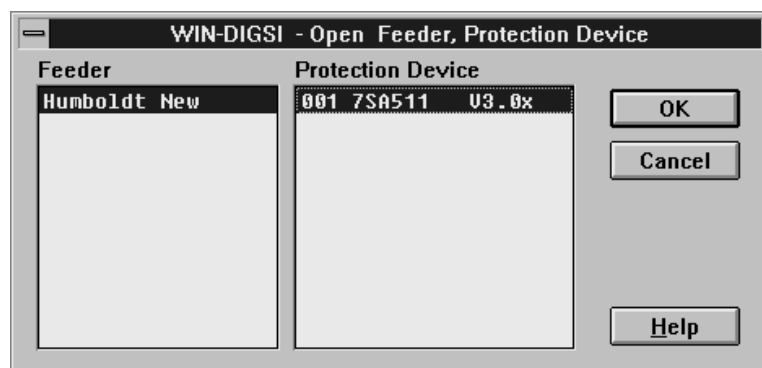 WIN-DIGSI - Open Feeder, Protection Device
Feeder
Protection Device
Humboldt New
001 7SA511 V3.0x
OK
Cancel
Help